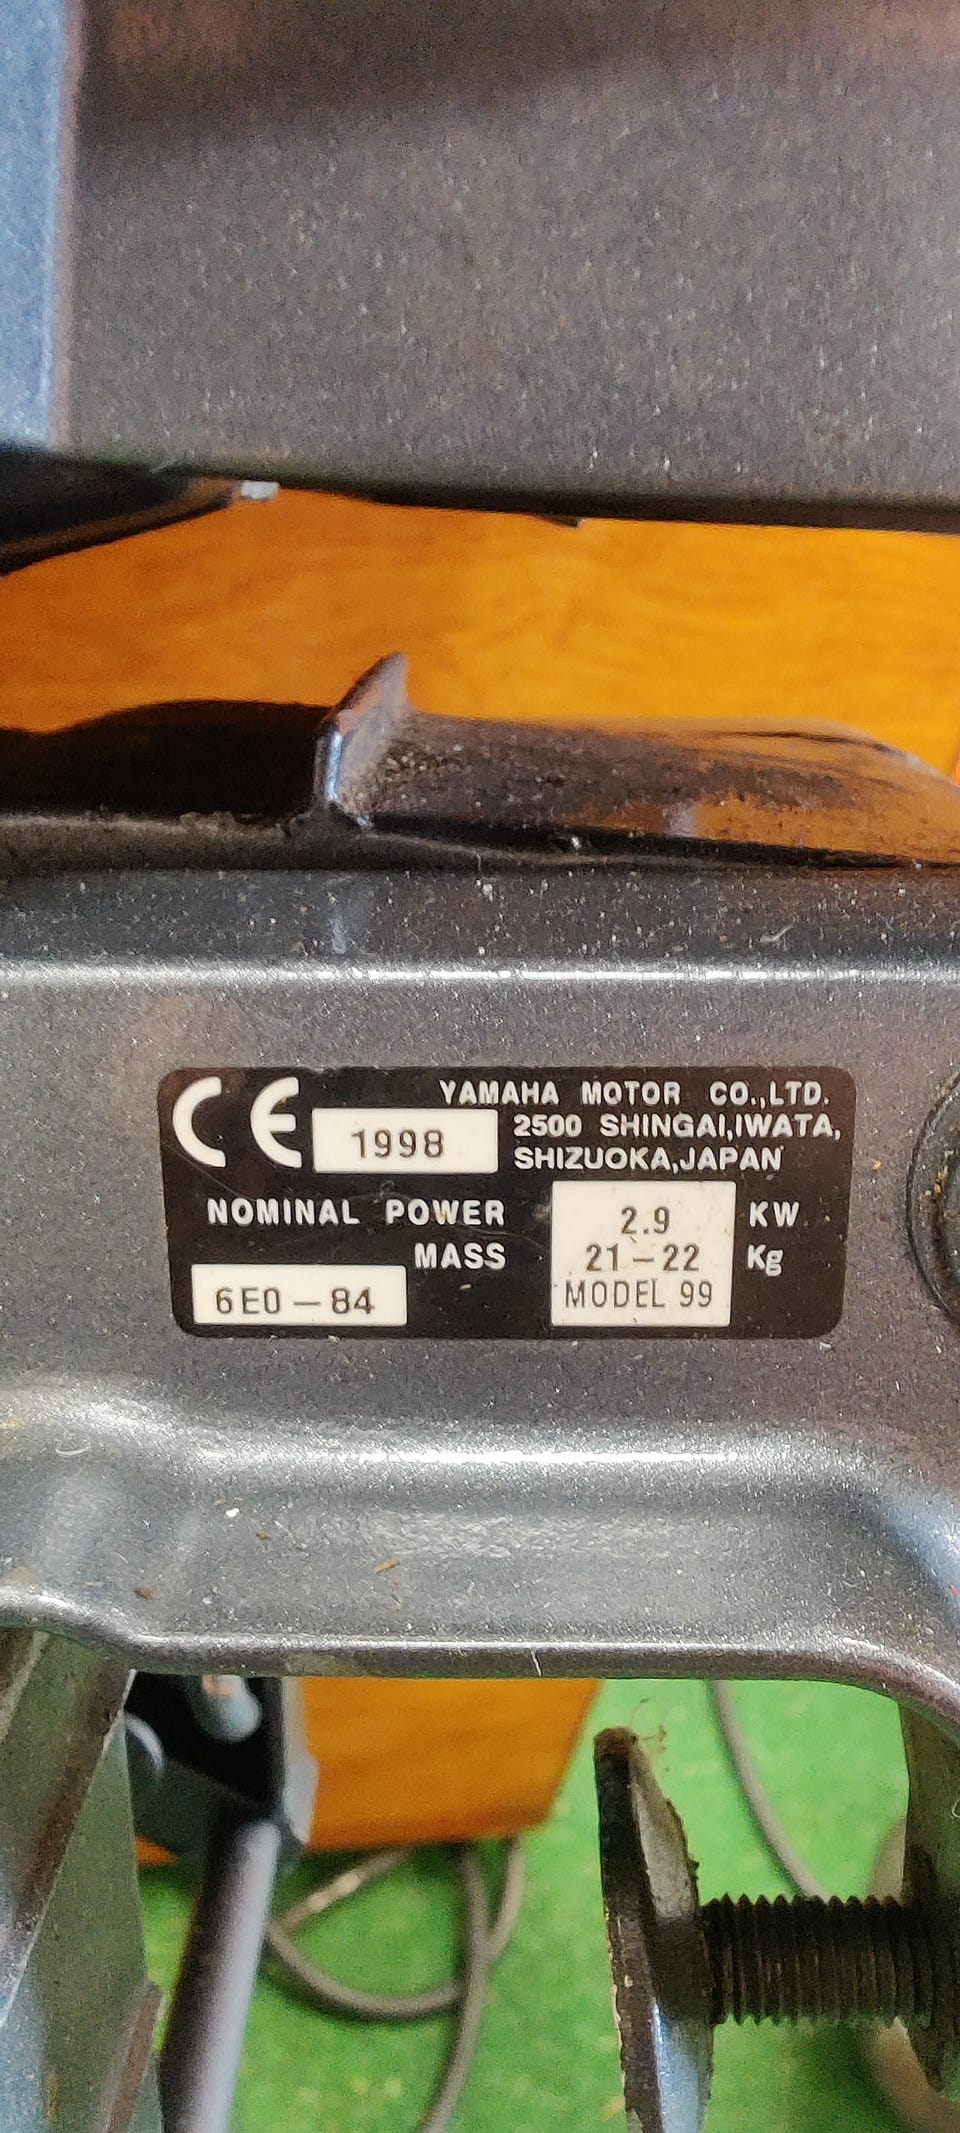 CE 1998 YAMAHA MOTOR CO.,LTD.
2500 SHINGAI,IWATA,
SHIZUOKA,JAPAN
NOMINAL POWER 2.9 KW
MASS 21-22 Kg
6E0-84 MODEL 99